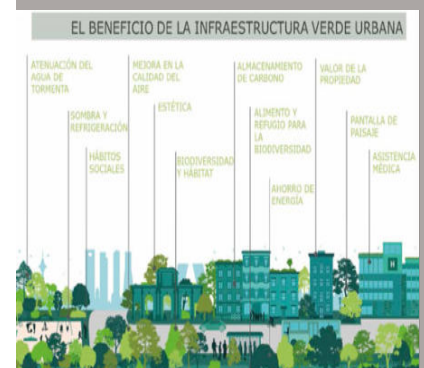 EL BENEFICIO DE LA INFRAESTRUCTURA VERDE URBANA
ATENUACIÓN DEL
AGUA DE
TORMENTA
SOMBRA Y
REFRIGERACIÓN
HÁBITOS
SOCIALES
MEJORA EN LA
CALIDAD DEL
AIRE
ESTÉTICA
BIODIVERSIDAD
Y HÁBITAT
ALMACENAMIENTO
DE CARBONO
ALIMENTO Y
REFUGIO PARA
LA
BIODIVERSIDAD
AHORRO DE
ENERGÍA
VALOR DE LA
PROPIEDAD
PANTALLA DE
PAISAJE
ASISTENCIA
MÉDICA
H